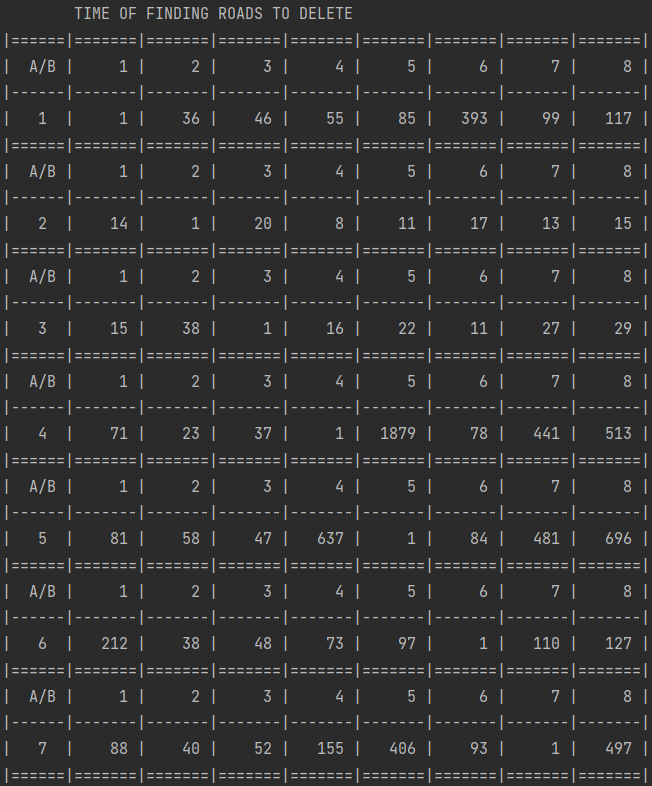 TIME OF FINDING ROADS TO DELETE
|======|=======|=======|=======|=======|=======|=======|=======|=======|
|  A/B |     1 |     2 |     3 |     4 |     5 |     6 |     7 |     8 |
|------|-------|-------|-------|-------|-------|-------|-------|-------|
|   1  |     1 |    36 |    46 |    55 |    85 |   393 |    99 |   117 |
|======|=======|=======|=======|=======|=======|=======|=======|=======|
|  A/B |     1 |     2 |     3 |     4 |     5 |     6 |     7 |     8 |
|------|-------|-------|-------|-------|-------|-------|-------|-------|
|   2  |    14 |     1 |    20 |     8 |    11 |    17 |    13 |    15 |
|======|=======|=======|=======|=======|=======|=======|=======|=======|
|  A/B |     1 |     2 |     3 |     4 |     5 |     6 |     7 |     8 |
|------|-------|-------|-------|-------|-------|-------|-------|-------|
|   3  |    15 |    38 |     1 |    16 |    22 |    11 |    27 |    29 |
|======|=======|=======|=======|=======|=======|=======|=======|=======|
|  A/B |     1 |     2 |     3 |     4 |     5 |     6 |     7 |     8 |
|------|-------|-------|-------|-------|-------|-------|-------|-------|
|   4  |    71 |    23 |    37 |     1 |  1879 |    78 |   441 |   513 |
|======|=======|=======|=======|=======|=======|=======|=======|=======|
|  A/B |     1 |     2 |     3 |     4 |     5 |     6 |     7 |     8 |
|------|-------|-------|-------|-------|-------|-------|-------|-------|
|   5  |    81 |    58 |    47 |   637 |     1 |    84 |   481 |   696 |
|======|=======|=======|=======|=======|=======|=======|=======|=======|
|  A/B |     1 |     2 |     3 |     4 |     5 |     6 |     7 |     8 |
|------|-------|-------|-------|-------|-------|-------|-------|-------|
|   6  |   212 |    38 |    48 |    73 |    97 |     1 |   110 |   127 |
|======|=======|=======|=======|=======|=======|=======|=======|=======|
|  A/B |     1 |     2 |     3 |     4 |     5 |     6 |     7 |     8 |
|------|-------|-------|-------|-------|-------|-------|-------|-------|
|   7  |    88 |    40 |    52 |   155 |   406 |    93 |     1 |   497 |
|======|=======|=======|=======|=======|=======|=======|=======|=======|